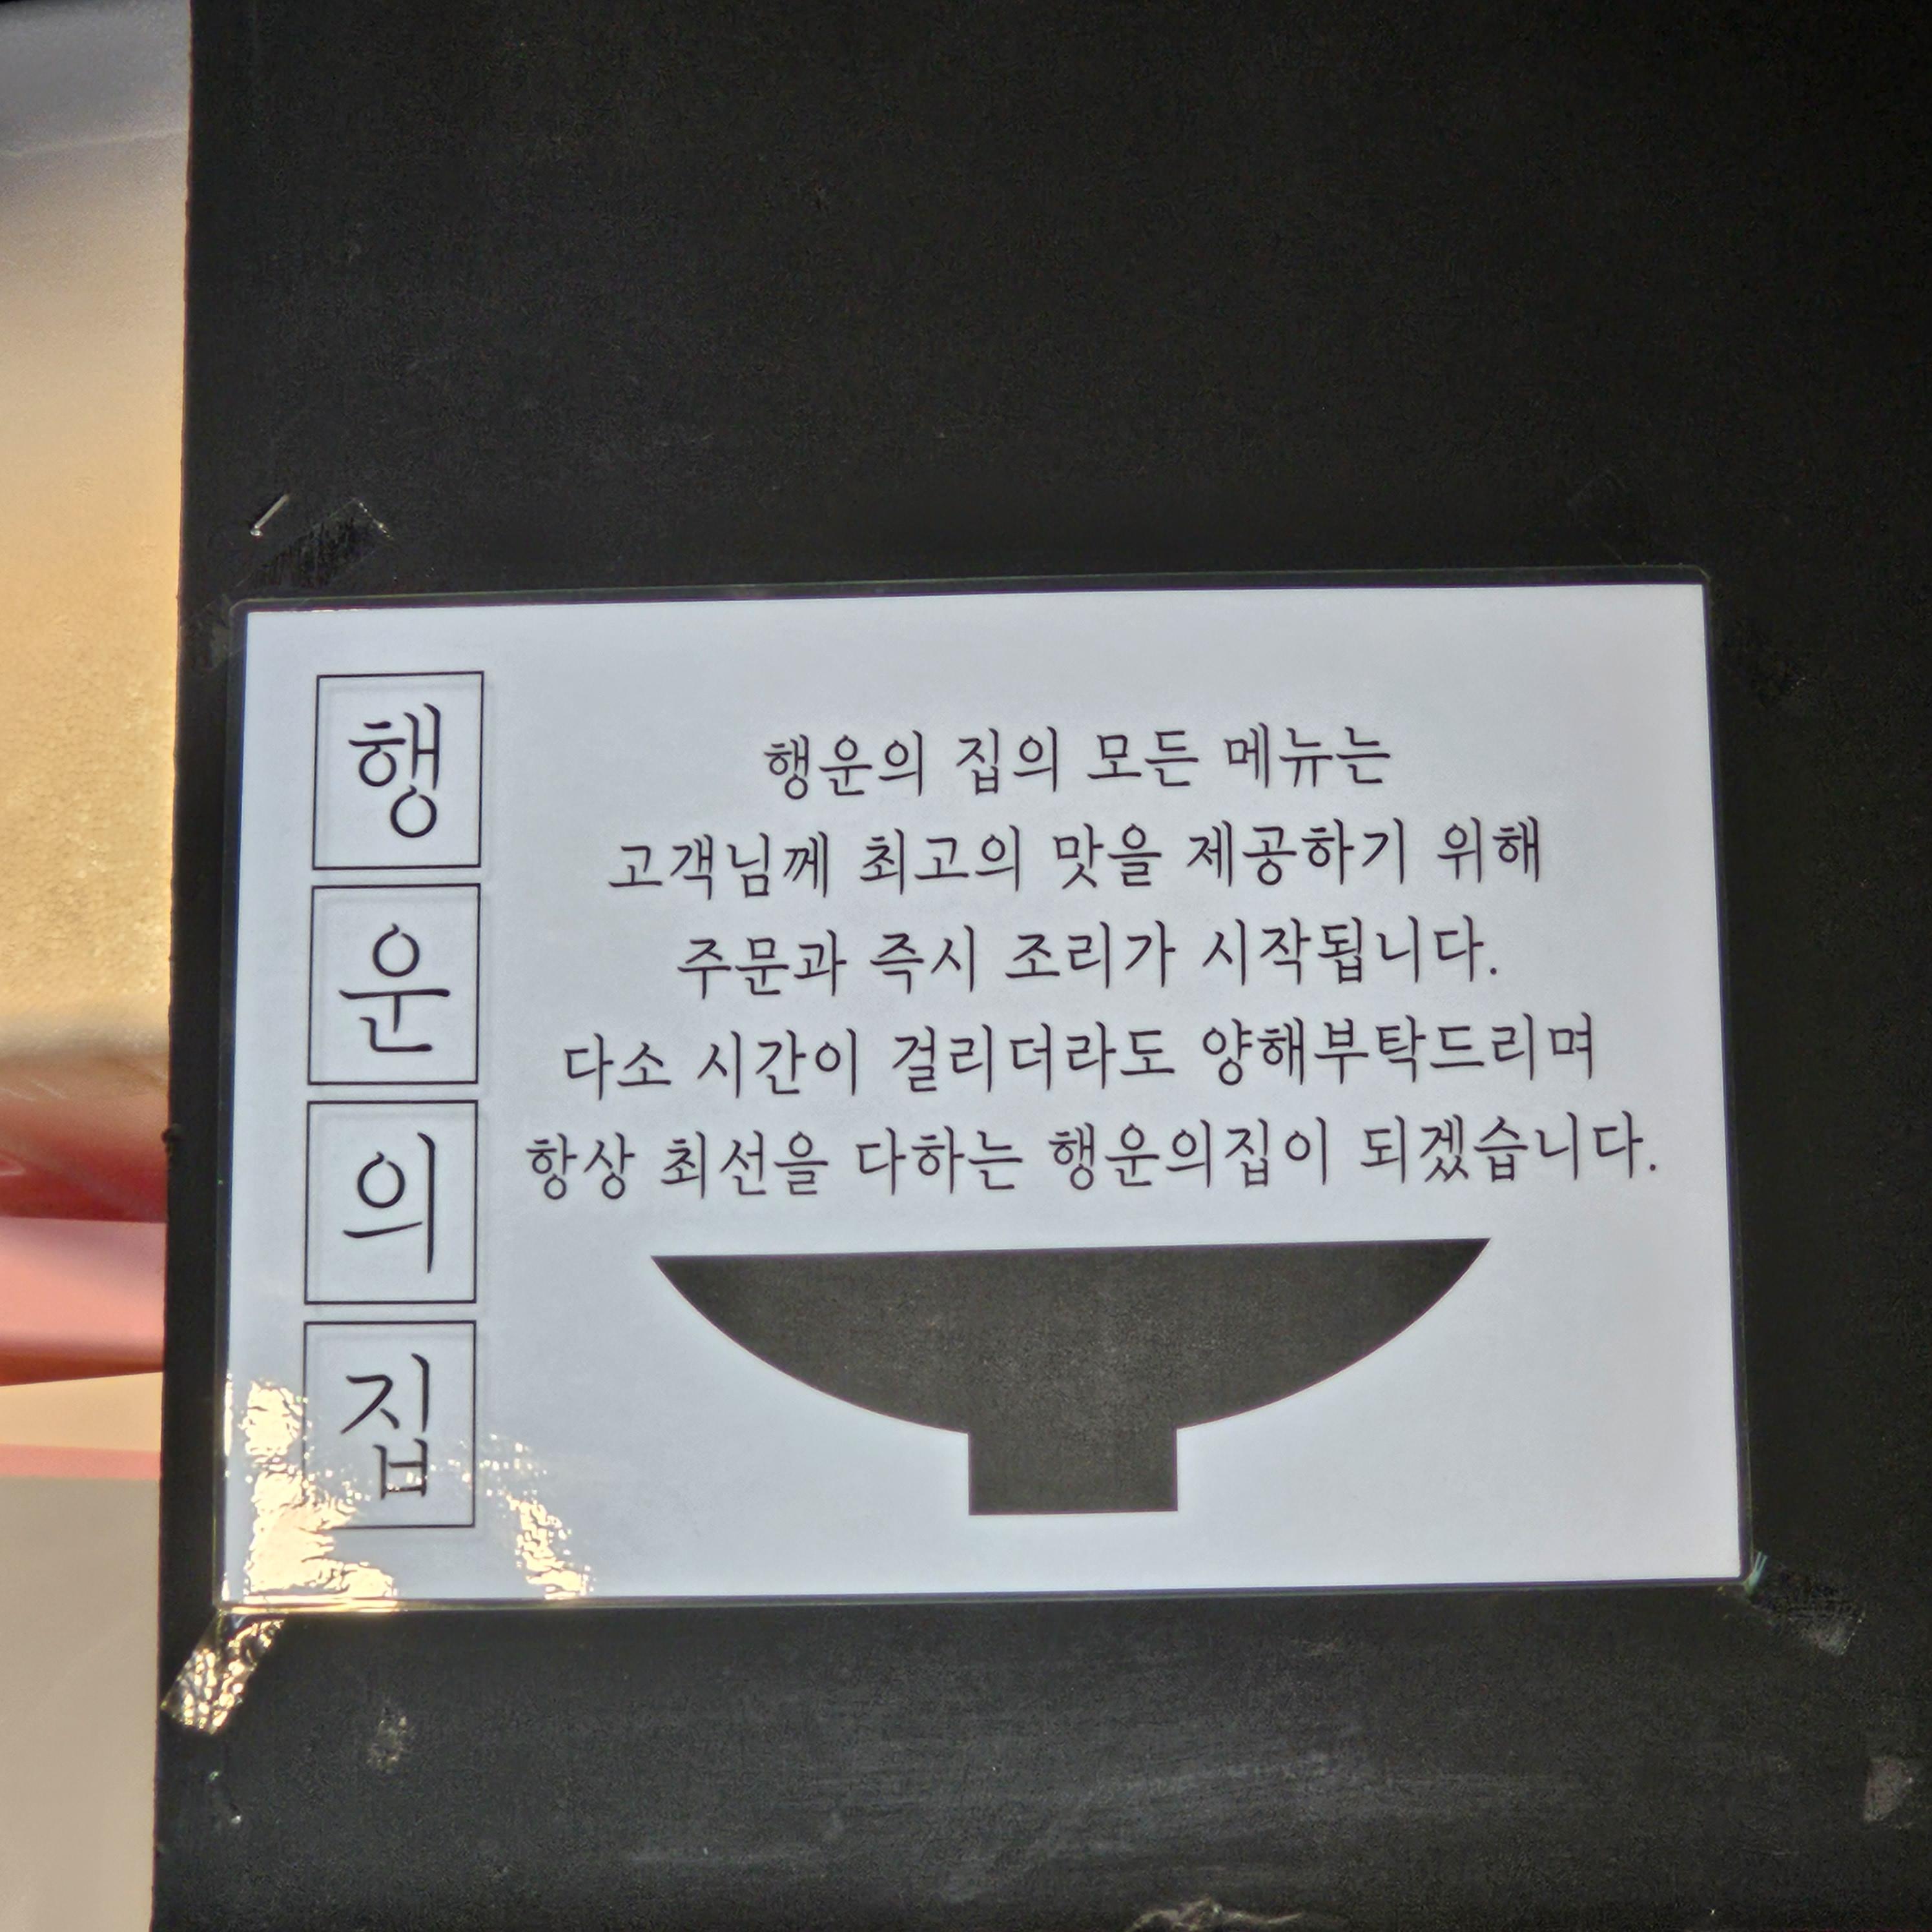 행운의집
행운의 집의 모든 메뉴는
고객님께 최고의 맛을 제공하기 위해
주문과 즉시 조리가 시작됩니다.
다소 시간이 걸리더라도 양해부탁드리며
항상 최선을 다하는 행운의집이 되겠습니다.